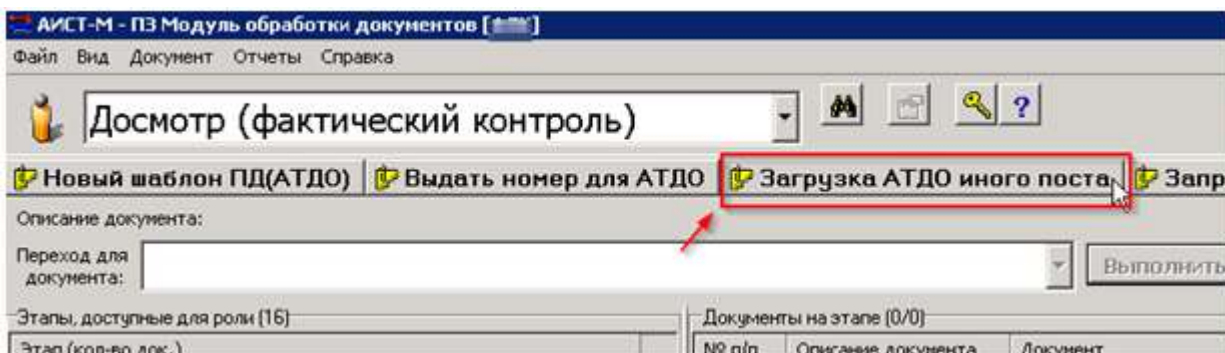 АИСТ-М - ПЗ Модуль обработки документов [ ]
Файл Вид Документ Отчеты Справка
Досмотр (фактический контроль)
Новый шаблон ПД(АТДО) Выдать номер для АТДО Загрузка АТДО иного поста Запр
Описание документа:
Переход для
документа:
Выполнить
Этапы, доступные для роли (16) Документы на этапе (0/0)
Этап (кол-во док.) № п/п Описание документа Документ